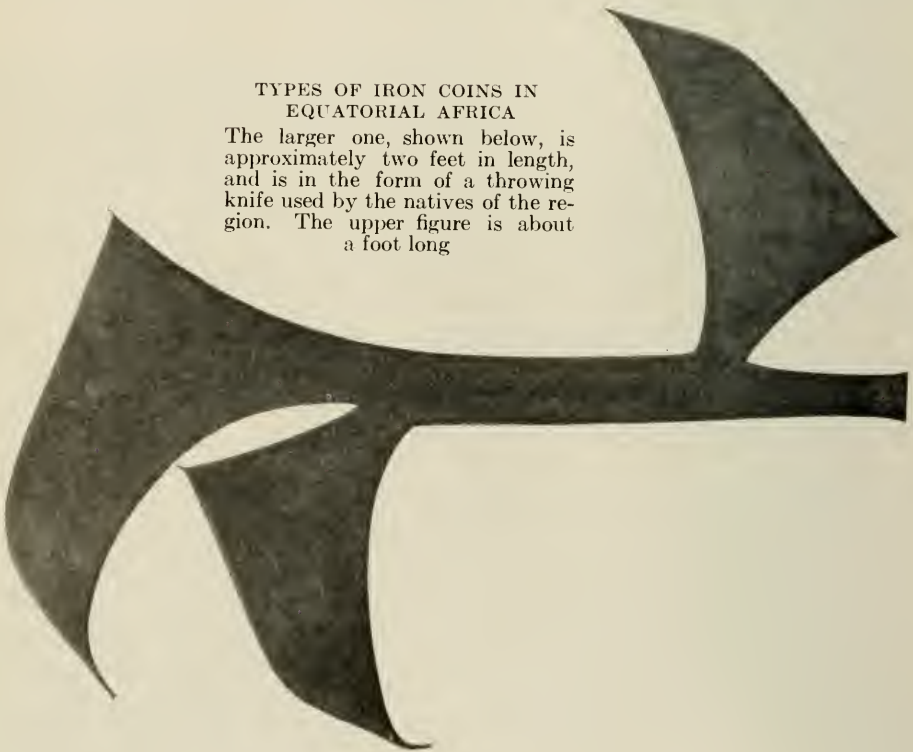 TYPES OF IRON COINS IN
EQUATORIAL AFRICA
The larger one, shown below, is
approximately two feet in length,
and is in the form of a throwing
knife used by the natives of the re-
gion. The upper figure is about
a foot long